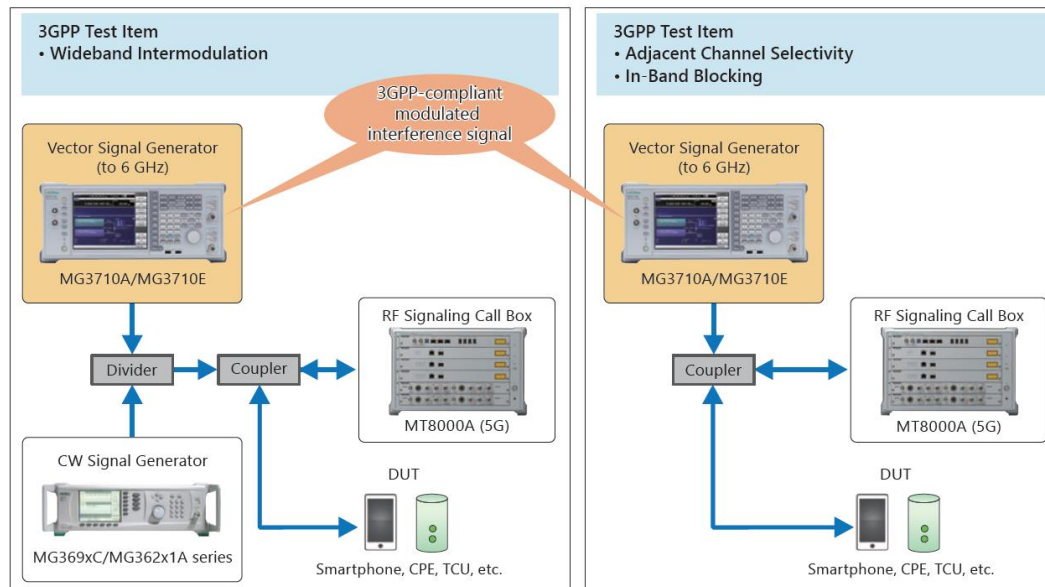 3GPP Test Item
• Wideband Intermodulation
3GPP-compliant
modulated
interference signal
Vector Signal Generator
(to 6 GHz)
MG3710A/MG3710E
RF Signaling Call Box
Divider
Coupler
MT8000A (5G)
CW Signal Generator
MG369xC/MG362x1A series
DUT
Smartphone, CPE, TCU, etc.
3GPP Test Item
• Adjacent Channel Selectivity
• In-Band Blocking
Vector Signal Generator
(to 6 GHz)
MG3710A/MG3710E
RF Signaling Call Box
Coupler
MT8000A (5G)
DUT
Smartphone, CPE, TCU, etc.